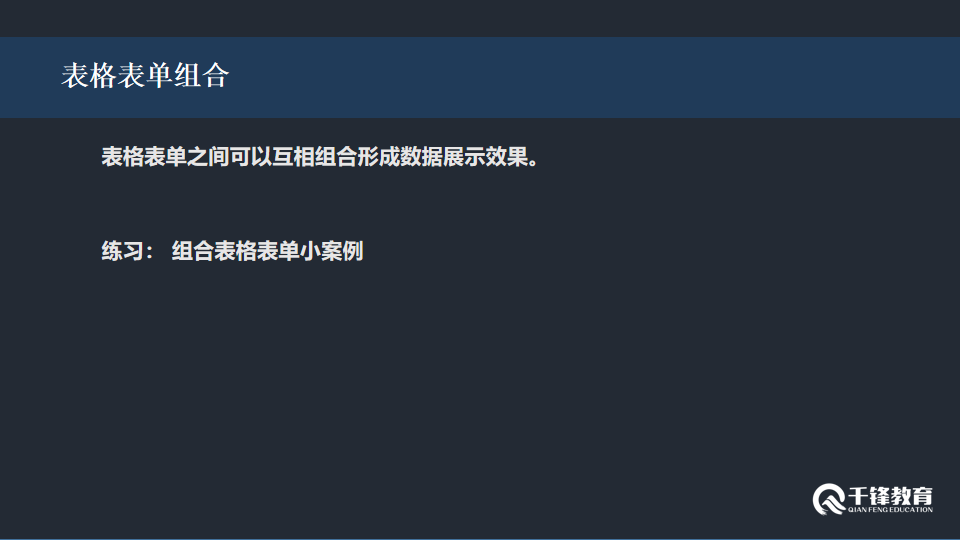 表格表单组合
表格表单之间可以互相组合形成数据展示效果。
练习： 组合表格表单小案例
千锋教育
QIAN FENG EDUCATION